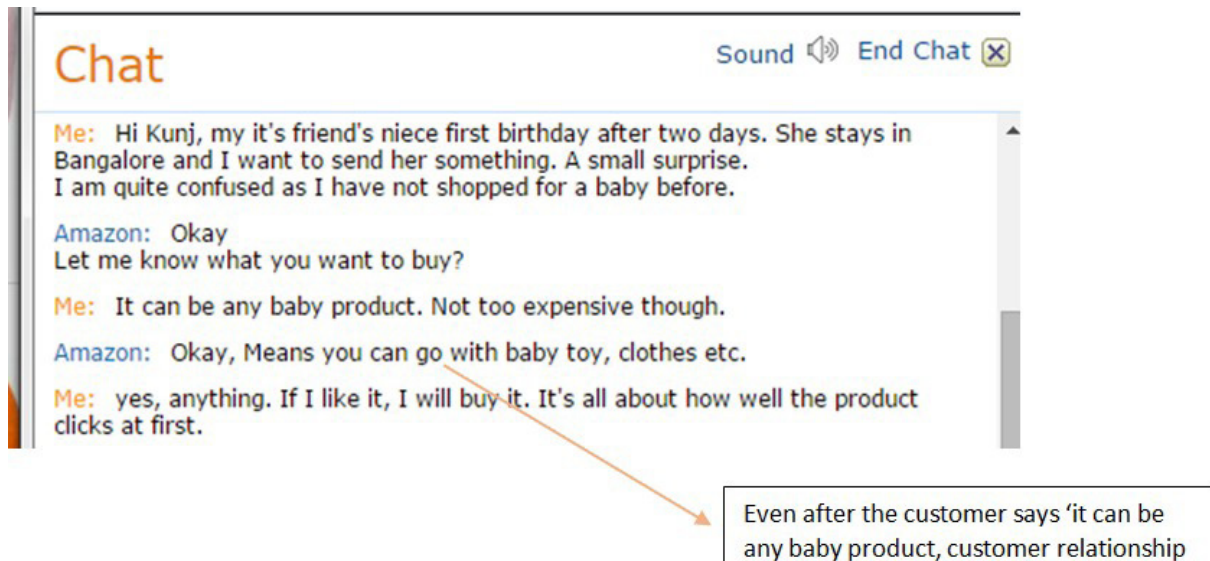 Chat
Sound End Chat
Me: Hi Kunj, my it's friend's niece first birthday after two days. She stays in
Bangalore and I want to send her something. A small surprise.
I am quite confused as I have not shopped for a baby before.
Amazon: Okay
Let me know what you want to buy?
Me: It can be any baby product. Not too expensive though.
Amazon: Okay, Means you can go with baby toy, clothes etc.
Me: yes, anything. If I like it, I will buy it. It's all about how well the product
clicks at first.
Even after the customer says ‘it can be
any baby product, customer relationship